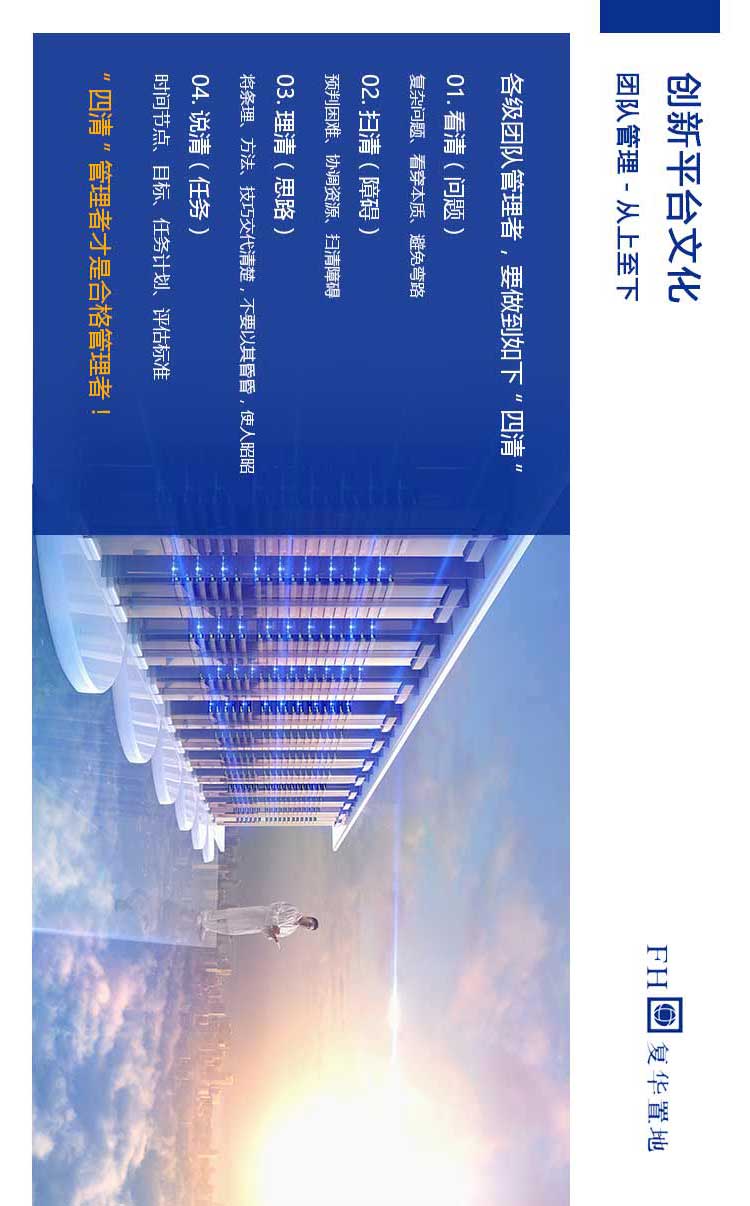 创新平台文化
团队管理 - 从上至下
FH 复华置地
各级团队管理者，要做到如下“四清”
01. 看清（问题）
复杂问题、看穿本质、避免弯路
02. 扫清（障碍）
预判困难、协调资源、扫清障碍
03. 理清（思路）
将条理、方法、技巧交代清楚，不要以其昏昏，使人昭昭
04. 说清（任务）
时间节点、目标、任务计划、评估标准
“四清”管理者才是合格管理者！